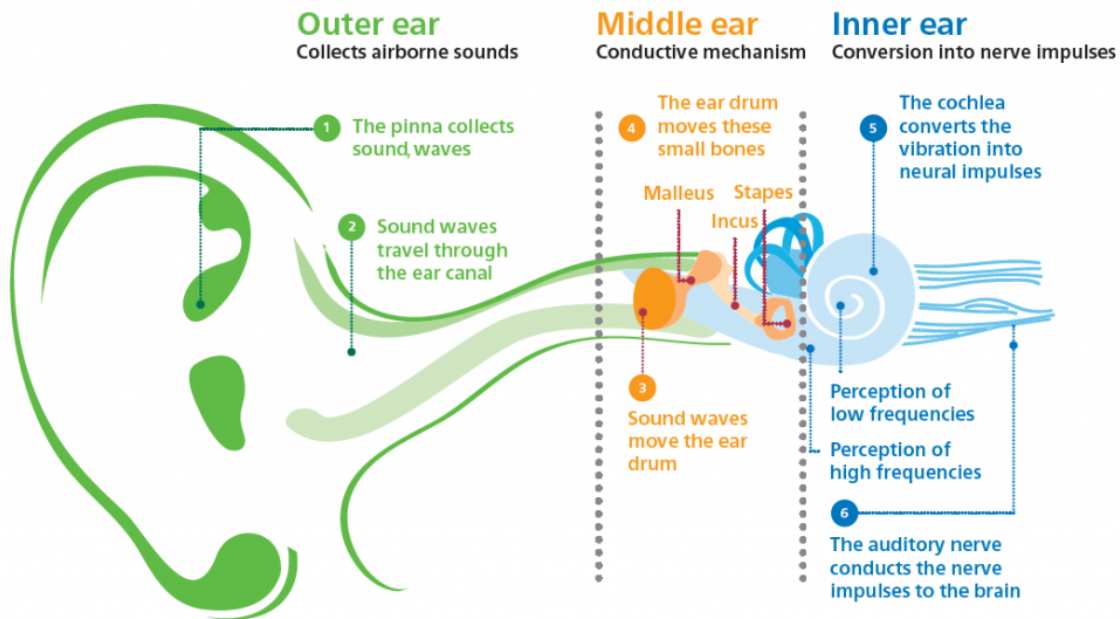 Outer ear
Collects airborne sounds
Middle ear
Conductive mechanism
Inner ear
Conversion into nerve impulses
1
The pinna collects
sound, waves
2
Sound waves
travel through
the ear canal
4
The ear drum
moves these
small bones
Malleus
Stapes
Incus
3
Sound waves
move the ear
drum
5
The cochlea
converts the
vibration into
neural impulses
Perception of
low frequencies
Perception of
high frequencies
6
The auditory nerve
conducts the nerve
impulses to the brain